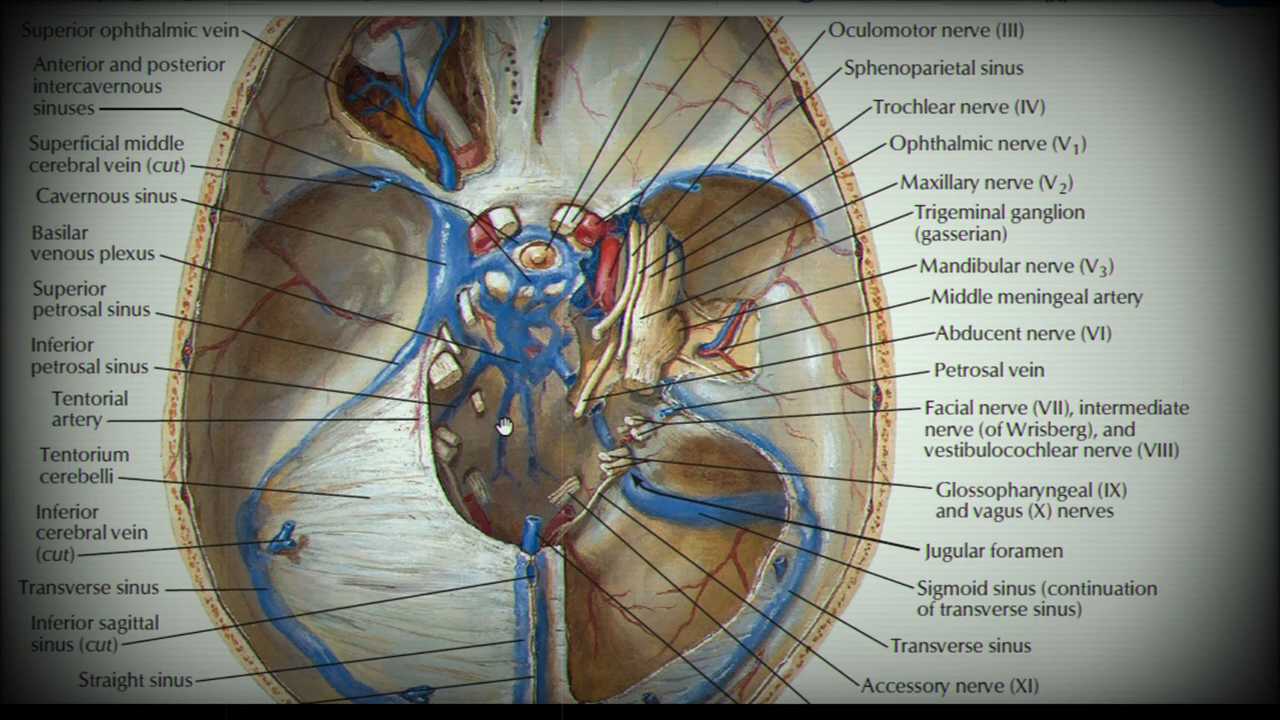 Superior ophthalmic vein
Anterior and posterior
intercavernous
sinuses
Superficial middle
cerebral vein (cut)
Cavernous sinus
Basilar
venous plexus
Superior
petrosal sinus
Inferior
petrosal sinus
Tentorial
artery
Tentorium
cerebelli
Inferior
cerebral vein
(cut)
Transverse sinus
Inferior sagittal
sinus (cut)
Straight sinus
Oculomotor nerve (III)
Sphenoparietal sinus
Trochlear nerve (IV)
Ophthalmic nerve (V1)
Maxillary nerve (V2)
Trigeminal ganglion
(gasserian)
Mandibular nerve (V3)
Middle meningeal artery
Abducent nerve (VI)
Petrosal vein
Facial nerve (VII), intermediate
nerve (of Wrisberg), and
vestibulocochlear nerve (VIII)
Glossopharyngeal (IX)
and vagus (X) nerves
Jugular foramen
Sigmoid sinus (continuation
of transverse sinus)
Transverse sinus
Accessory nerve (XI)